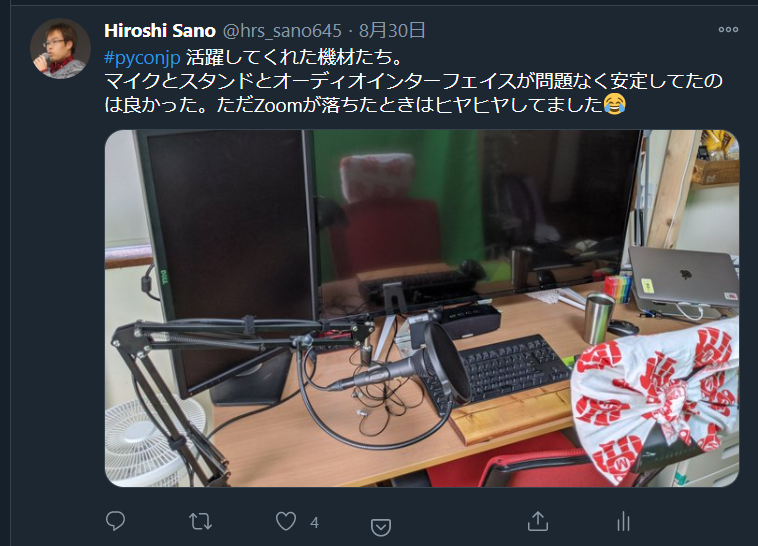 Hiroshi Sano @hrs_sano645・8月30日
#pyconjp 活躍してくれた機材たち。
マイクとスタンドとオーディオインターフェイスが問題なく安定してたの
は良かった。ただZoomが落ちたときはヒヤヒヤしてました😂
4